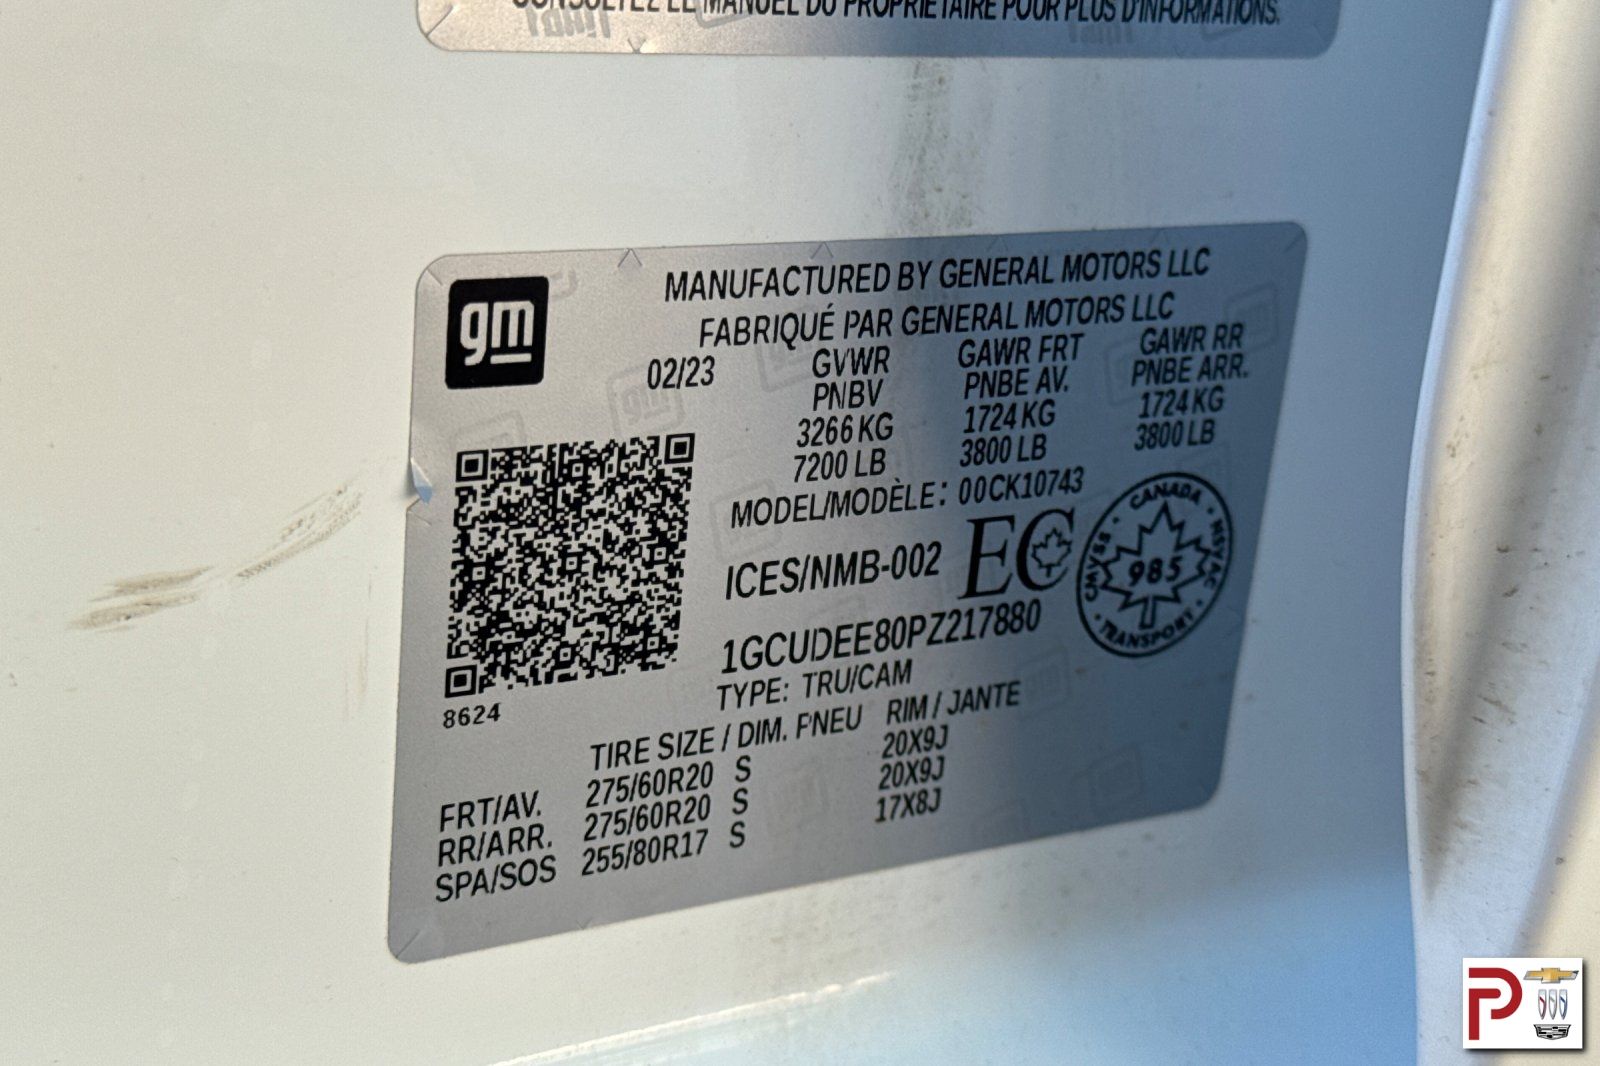 CONSULTEZ LE MANUEL DU PROPRIÉTAIRE POUR PLUS D'INFORMATIONS.
gm
MANUFACTURED BY GENERAL MOTORS LLC
FABRIQUÉ PAR GENERAL MOTORS LLC
02/23 GVWR GAWR FRT GAWR RR
PNBV PNBE AV. PNBE ARR.
3266 KG 1724 KG 1724 KG
7200 LB 3800 LB 3800 LB
MODEL/MODÈLE: 00CK10743
ICES/NMB-002 EC
CANADA
CMVSS 985 NSVAC
TRANSPORT
1GCUDEE80PZ217880
TYPE: TRU/CAM
8624
TIRE SIZE / DIM. PNEU RIM / JANTE
FRT/AV. 275/60R20 S 20X9J
RR/ARR. 275/60R20 S 20X9J
SPA/SOS 255/80R17 S 17X8J
P